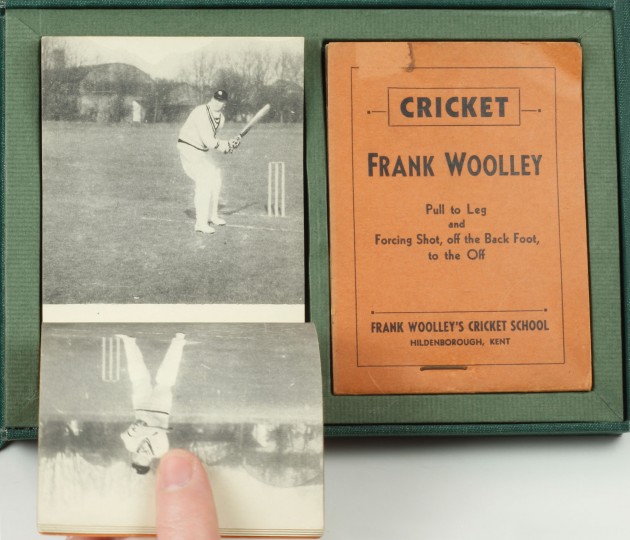 CRICKET
FRANK WOOLLEY
Pull to Leg
and
Forcing Shot, off the Back Foot,
to the Off
FRANK WOOLLEY'S CRICKET SCHOOL
HILDENBOROUGH, KENT